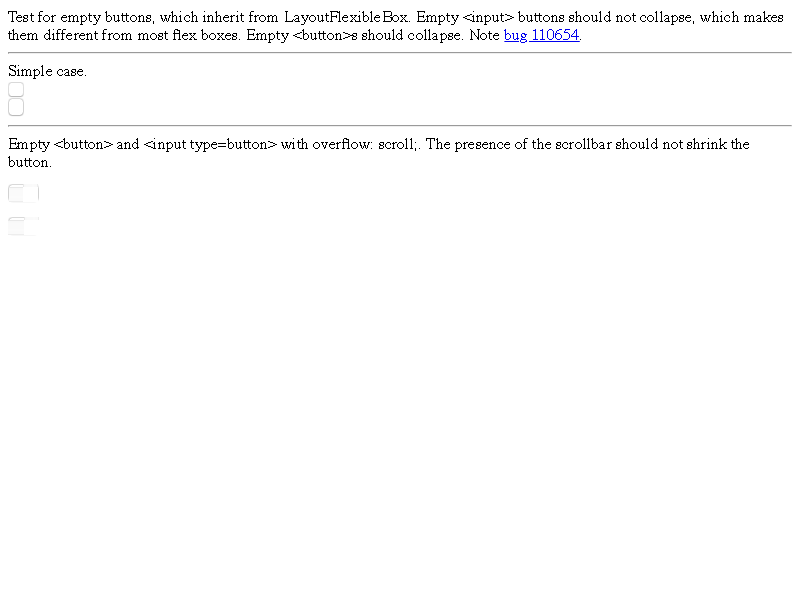 Test for empty buttons, which inherit from LayoutFlexibleBox. Empty <input> buttons should not collapse, which makes
them different from most flex boxes. Empty <button>s should collapse. Note bug 110654.
Simple case.
Empty <button> and <input type=button> with overflow: scroll;. The presence of the scrollbar should not shrink the
button.